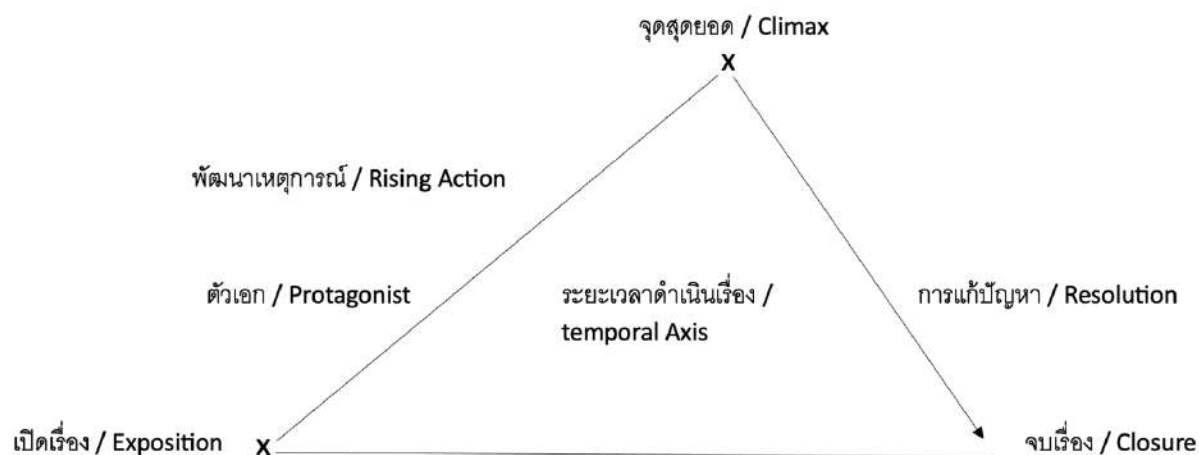 จุดสุดยอด / Climax
X
พัฒนาเหตุการณ์ / Rising Action
ตัวเอก / Protagonist
ระยะเวลาดำเนินเรื่อง /
temporal Axis
การแก้ปัญหา / Resolution
เปิดเรื่อง / Exposition
X
จบเรื่อง / Closure